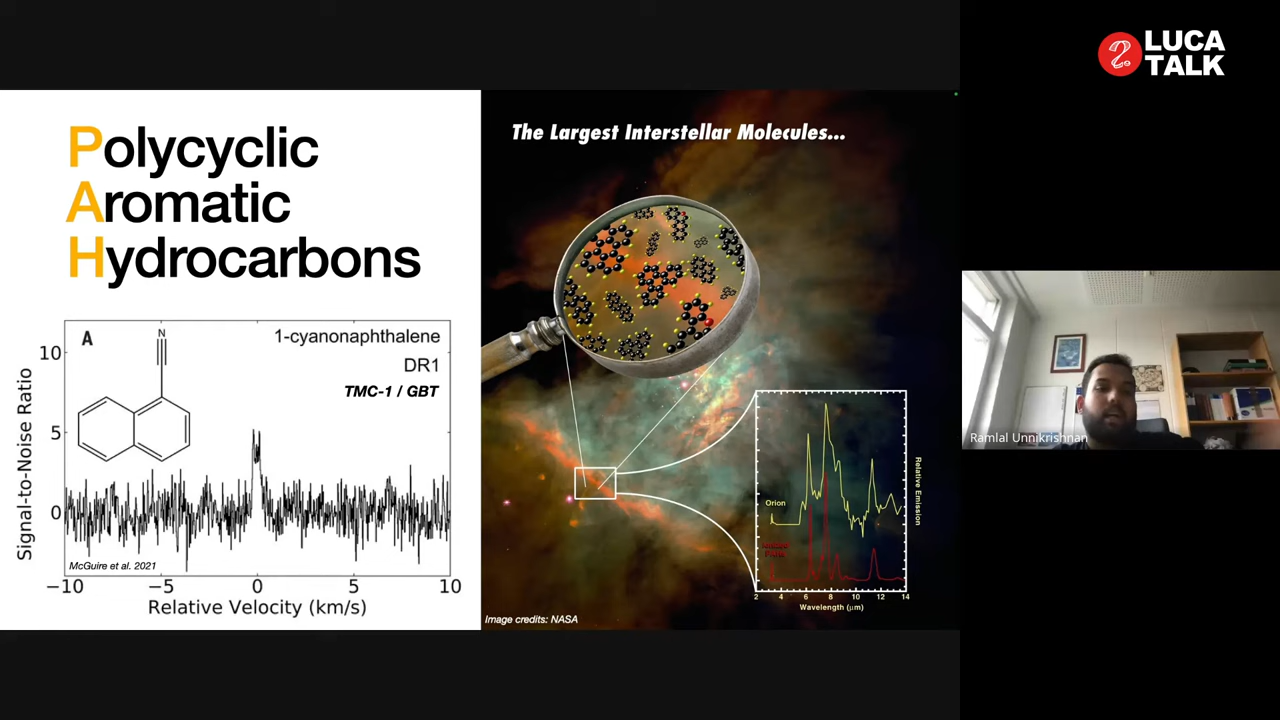 LUCA
TALK
Polycyclic
Aromatic
Hydrocarbons
A
N
1-cyanonaphthalene
DR1
TMC-1 / GBT
Signal-to-Noise Ratio
10
5
0
McGuire et al. 2021
−10
−5
0
5
10
Relative Velocity (km/s)
The Largest Interstellar Molecules...
Orion
Relative Emission
2
4
6
8
10
12
14
Wavelength (μm)
Image credits: NASA
Ramlal Unnikrishnan